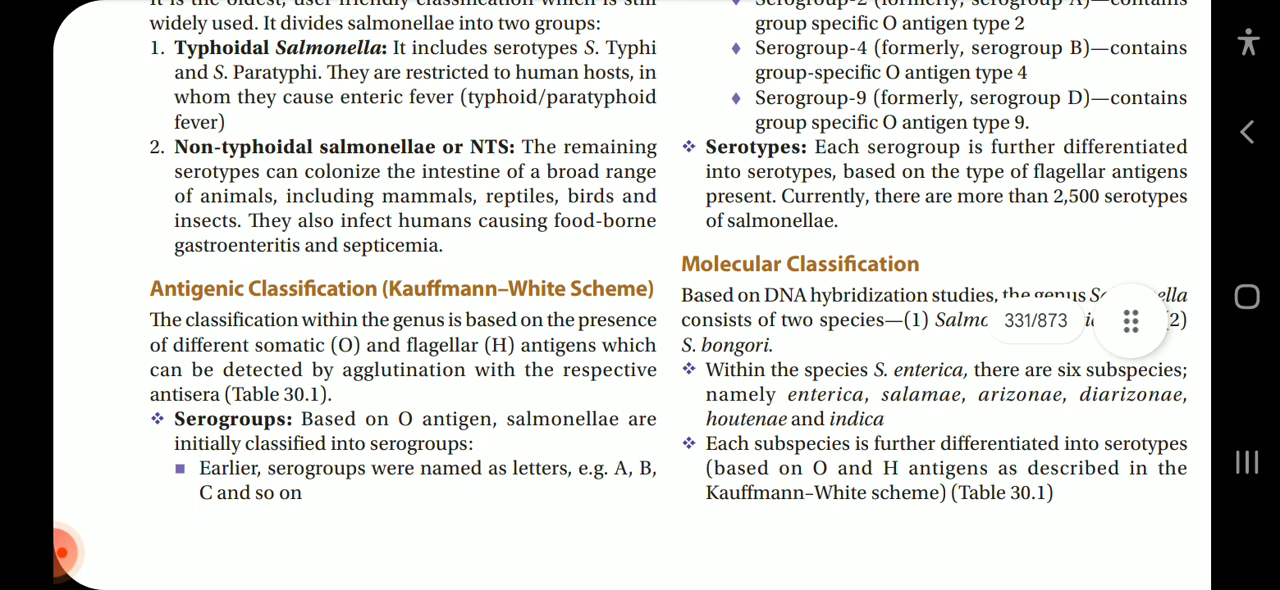 widely used. It divides salmonellae into two groups:
1. Typhoidal Salmonella: It includes serotypes S. Typhi
and S. Paratyphi. They are restricted to human hosts, in
whom they cause enteric fever (typhoid/paratyphoid
fever)
2. Non-typhoidal salmonellae or NTS: The remaining
serotypes can colonize the intestine of a broad range
of animals, including mammals, reptiles, birds and
insects. They also infect humans causing food-borne
gastroenteritis and septicemia.
Antigenic Classification (Kauffmann–White Scheme)
The classification within the genus is based on the presence
of different somatic (O) and flagellar (H) antigens which
can be detected by agglutination with the respective
antisera (Table 30.1).
❖ Serogroups: Based on O antigen, salmonellae are
initially classified into serogroups:
■ Earlier, serogroups were named as letters, e.g. A, B,
C and so on
group specific O antigen type 2
♦ Serogroup-4 (formerly, serogroup B)—contains
group-specific O antigen type 4
♦ Serogroup-9 (formerly, serogroup D)—contains
group specific O antigen type 9.
❖ Serotypes: Each serogroup is further differentiated
into serotypes, based on the type of flagellar antigens
present. Currently, there are more than 2,500 serotypes
of salmonellae.
Molecular Classification
Based on DNA hybridization studies, the genus
consists of two species—(1) 2)
S. bongori.
❖ Within the species S. enterica, there are six subspecies;
namely enterica, salamae, arizonae, diarizonae,
houtenae and indica
❖ Each subspecies is further differentiated into serotypes
(based on O and H antigens as described in the
Kauffmann–White scheme) (Table 30.1)
331/873